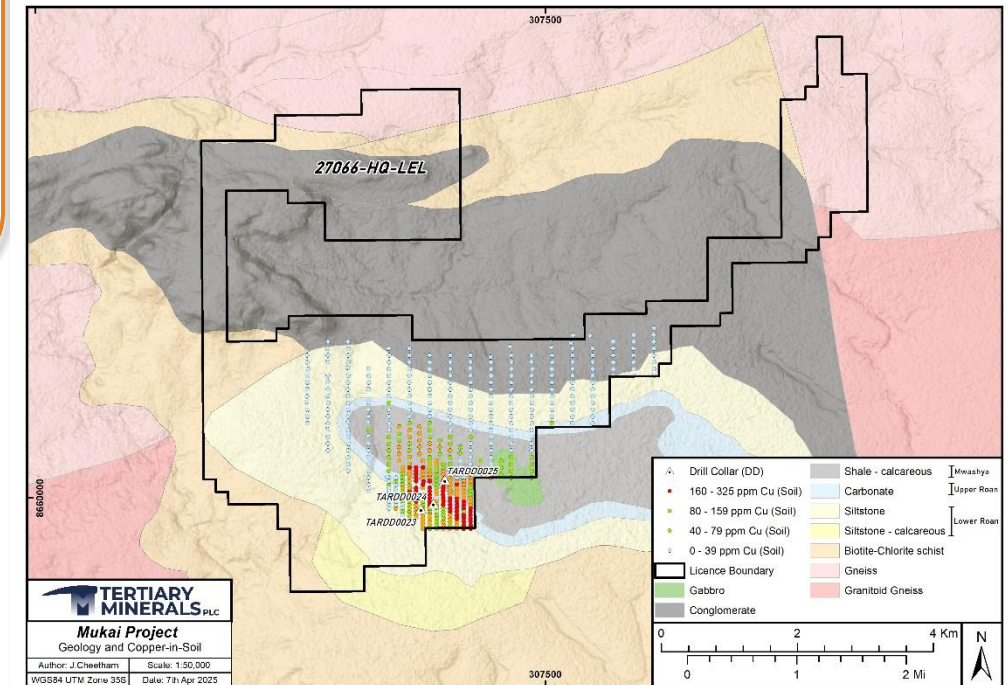 307500
27066-HQ-LEL
8660000
TARDD0025
TARDD0024
TARDD0023
Drill Collar (DD)
160 - 325 ppm Cu (Soil)
80 - 159 ppm Cu (Soil)
40 - 79 ppm Cu (Soil)
0 - 39 ppm Cu (Soil)
Licence Boundary
Gabbro
Conglomerate
Shale - calcareous
Mwashya
Carbonate
Upper Roan
Siltstone
Siltstone - calcareous
Lower Roan
Biotite-Chlorite schist
Gneiss
Granitoid Gneiss
TERTIARY
MINERALS PLC
Mukai Project
Geology and Copper-in-Soil
Author: J.Cheetham
Scale: 1:50,000
WGS84 UTM Zone 35S
Date: 7th Apr 2025
0 2 4 Km
0 1 2 Mi
N
307500